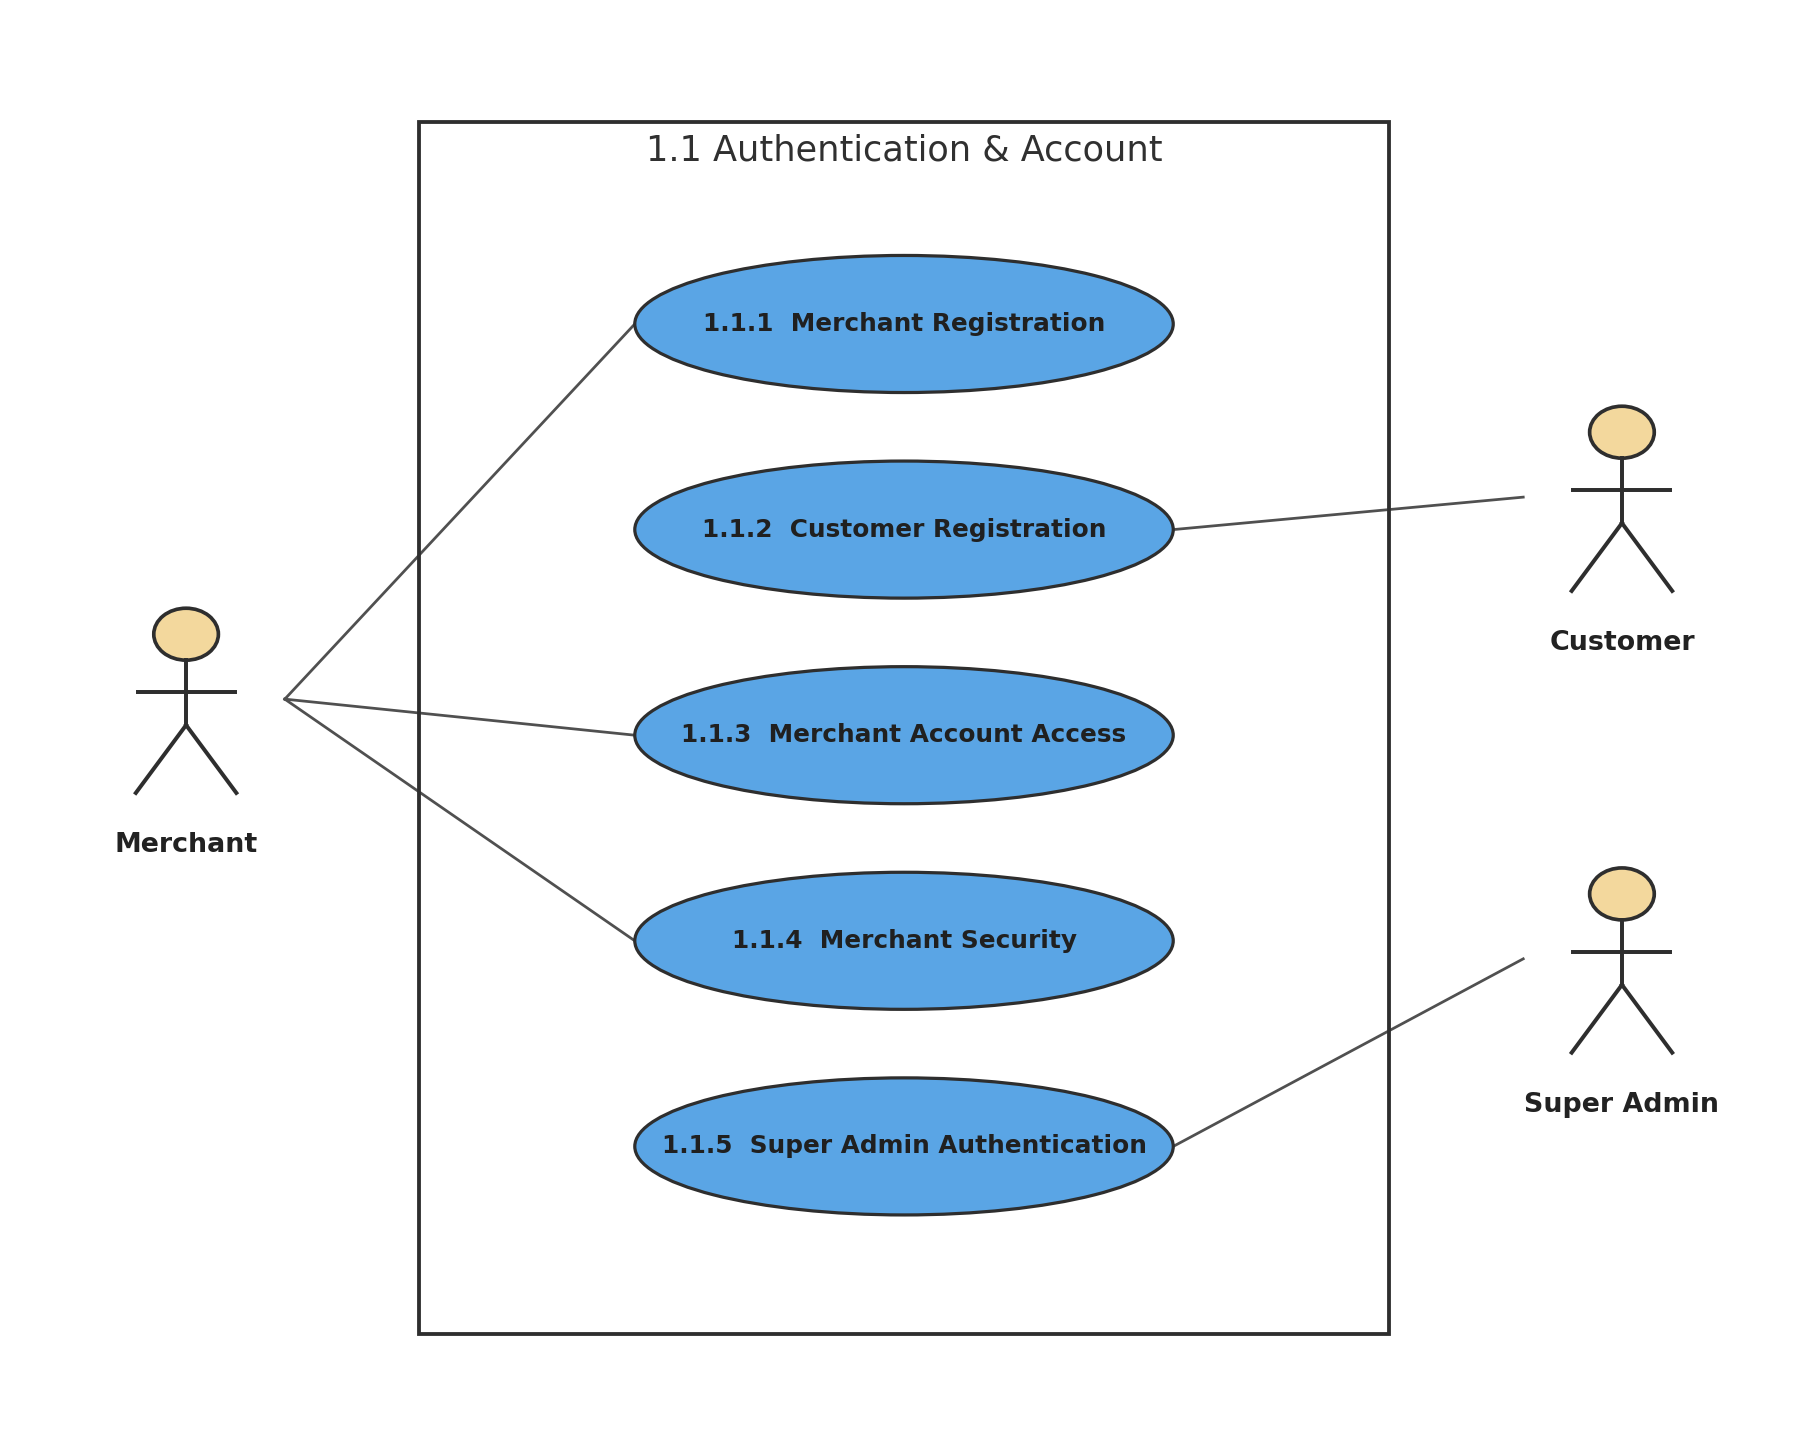 1.1 Authentication & Account
1.1.1 Merchant Registration
1.1.2 Customer Registration
Customer
1.1.3 Merchant Account Access
Merchant
1.1.4 Merchant Security
Super Admin
1.1.5 Super Admin Authentication